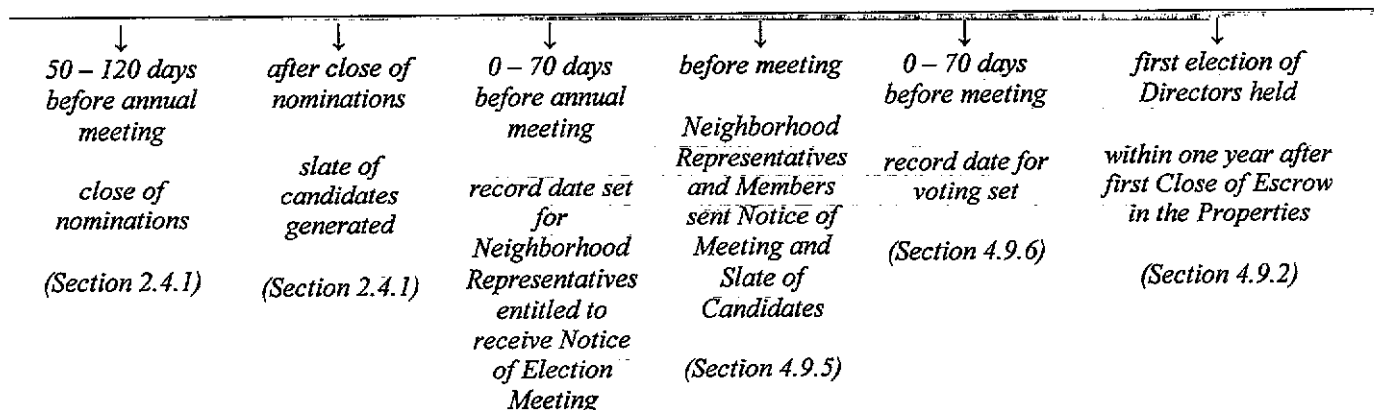 50 – 120 days
before annual
meeting
close of
nominations
(Section 2.4.1)
after close of
nominations
slate of
candidates
generated
(Section 2.4.1)
0 – 70 days
before annual
meeting
record date set
for
Neighborhood
Representatives
entitled to
receive Notice
of Election
Meeting
before meeting
Neighborhood
Representatives
and Members
sent Notice of
Meeting and
Slate of
Candidates
(Section 4.9.5)
0 – 70 days
before meeting
record date for
voting set
(Section 4.9.6)
first election of
Directors held
within one year after
first Close of Escrow
in the Properties
(Section 4.9.2)